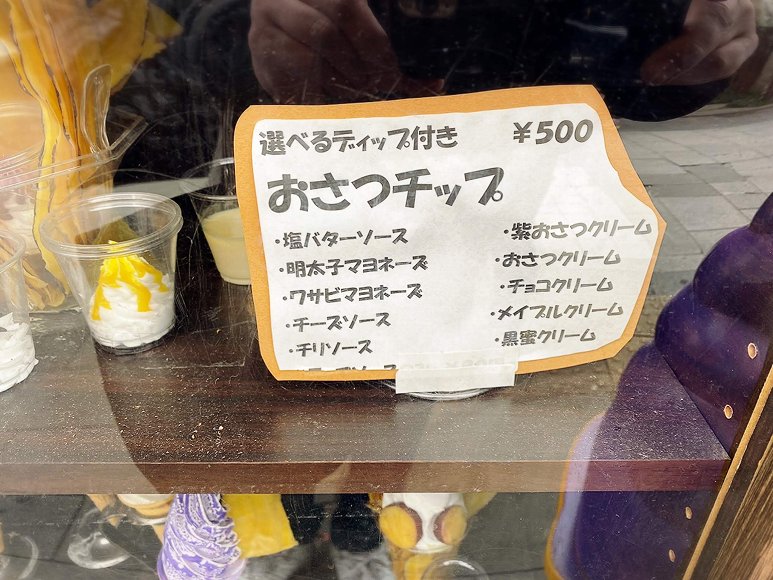 選べるディップ付き ￥500
おさつチップ
・塩バターソース
・明太子マヨネーズ
・ワサビマヨネーズ
・チーズソース
・チリソース
・紫おさつクリーム
・おさつクリーム
・チョコクリーム
・メイプルクリーム
・黒蜜クリーム